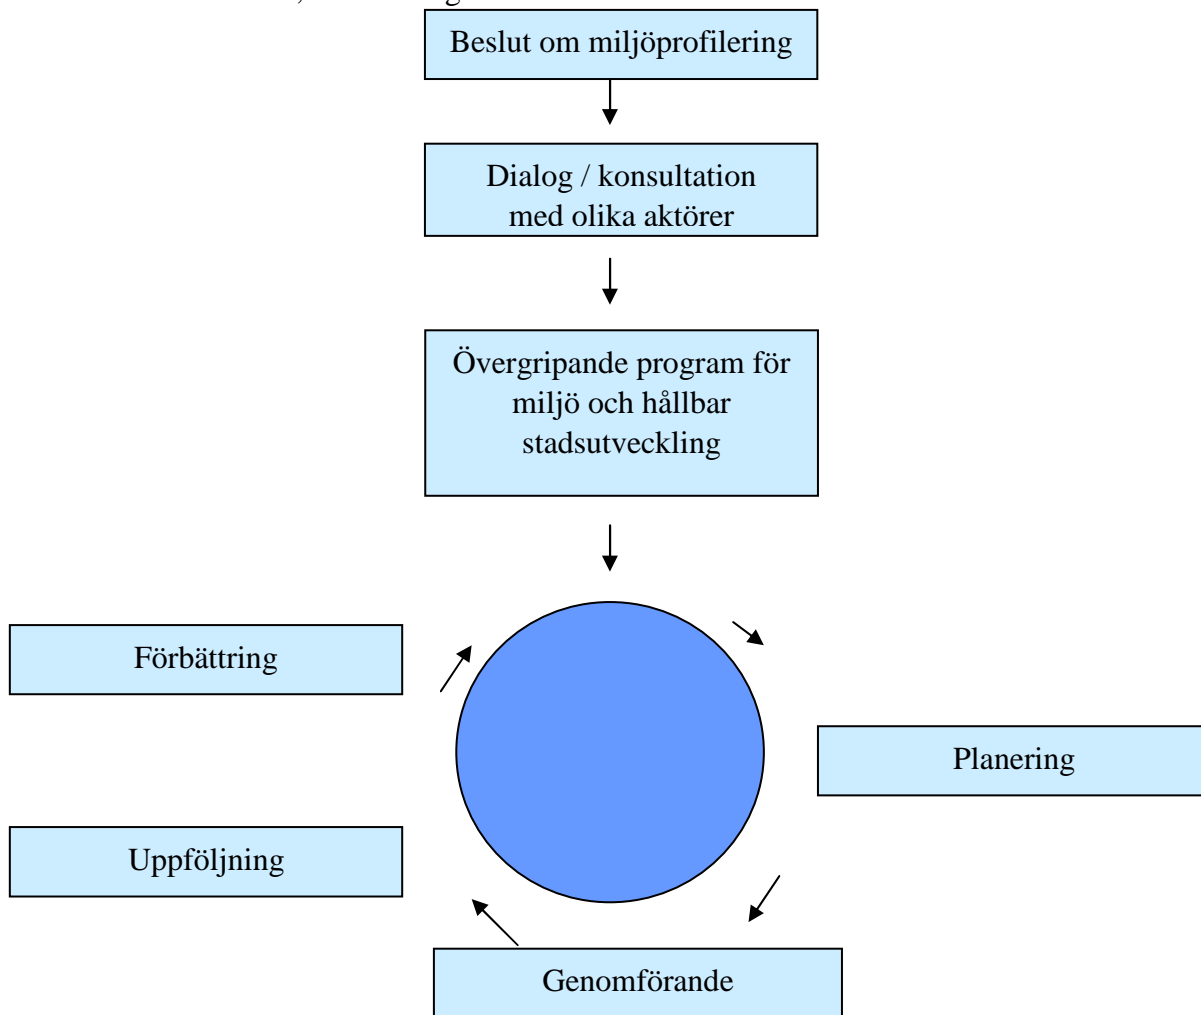 Beslut om miljöprofilering
Dialog / konsultation
med olika aktörer
Övergripande program för
miljö och hållbar
stadsutveckling
Förbättring
Planering
Uppföljning
Genomförande